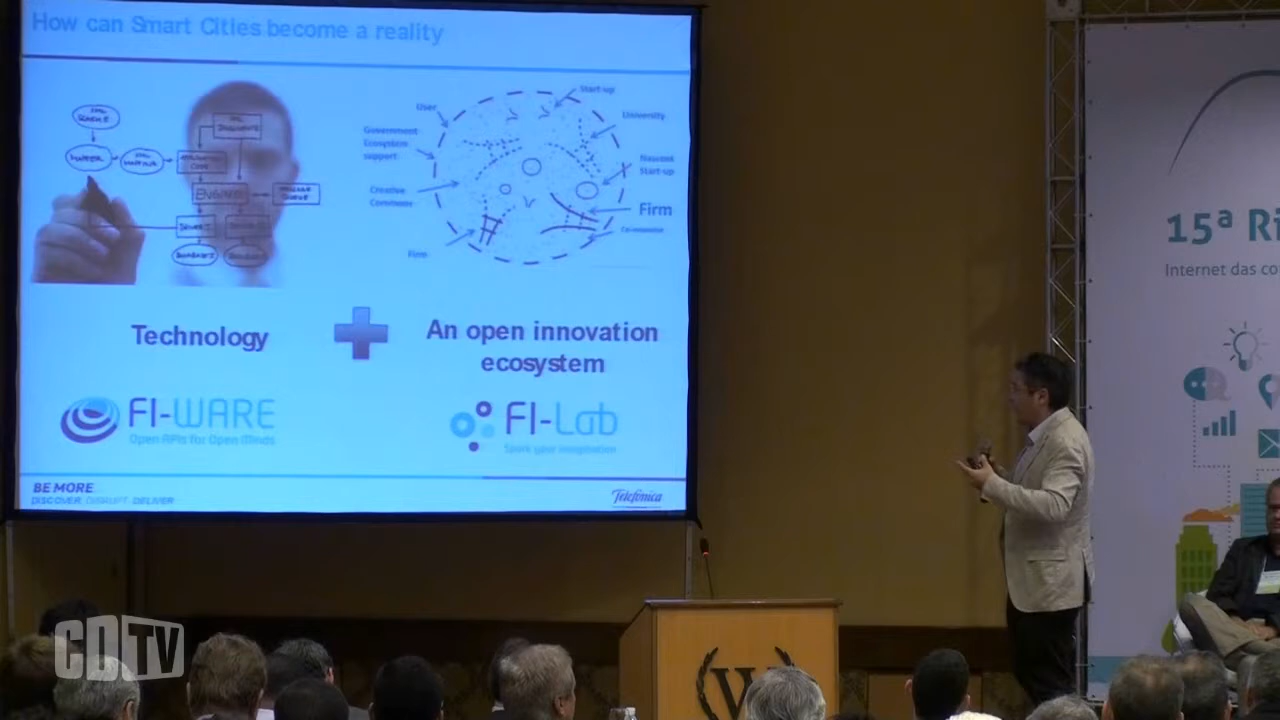 How can Smart Cities become a reality
Start-up
User
University
Government
Ecosystem
support:
Nascent
Start-up
Creative
Commons
Firm
Firm
ENGINE
Technology
An open innovation
ecosystem
FI-WARE
Open APIs for Open Minds
FI-Lab
Spark your imagination
BE MORE
DISCOVER. DISRUPT. DELIVER
Telefónica
15ª Ri
Internet das co
CDTV
W